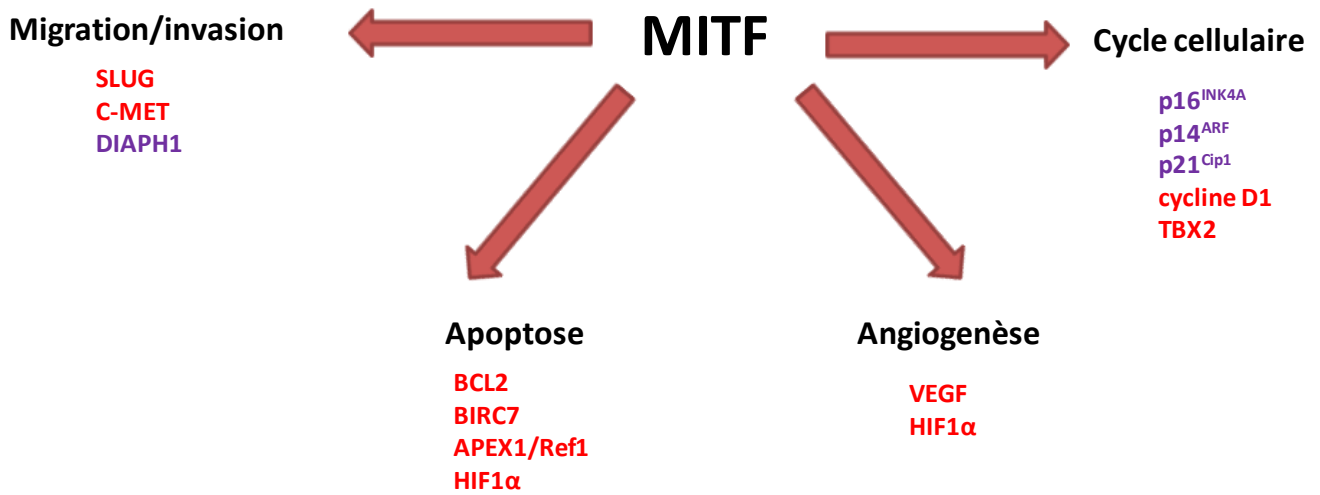 MITF
Migration/invasion
SLUG
C-MET
DIAPH1
Cycle cellulaire
p16INK4A
p14ARF
p21Cip1
cycline D1
TBX2
Apoptose
BCL2
BIRC7
APEX1/Ref1
HIF1α
Angiogenèse
VEGF
HIF1α